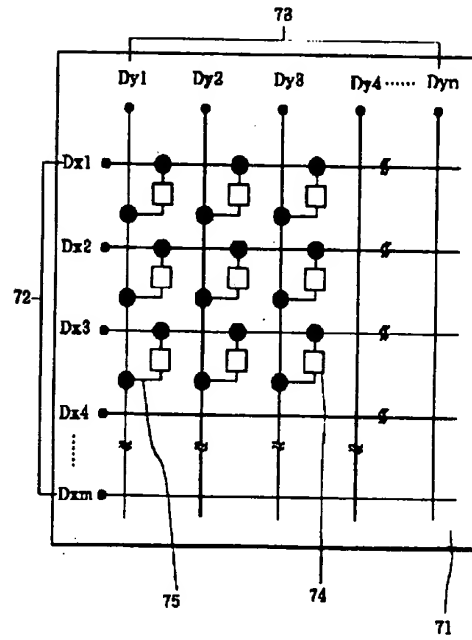 73
Dy1 Dy2 Dy3 Dy4 ...... Dyn
Dx1
Dx2
72
Dx3
Dx4
......
Dxm
75 74 71